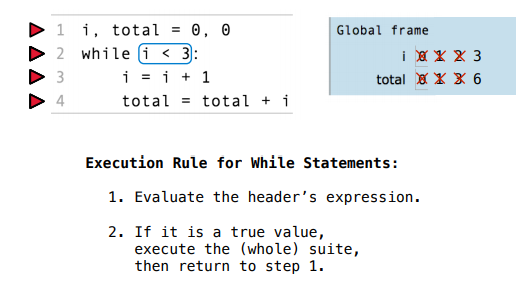 1 i, total = 0, 0
2 while i < 3:
3 i = i + 1
4 total = total + i
Global frame
i 0 1 2 3
total 0 1 3 6
Execution Rule for While Statements:
1. Evaluate the header’s expression.
2. If it is a true value,
execute the (whole) suite,
then return to step 1.